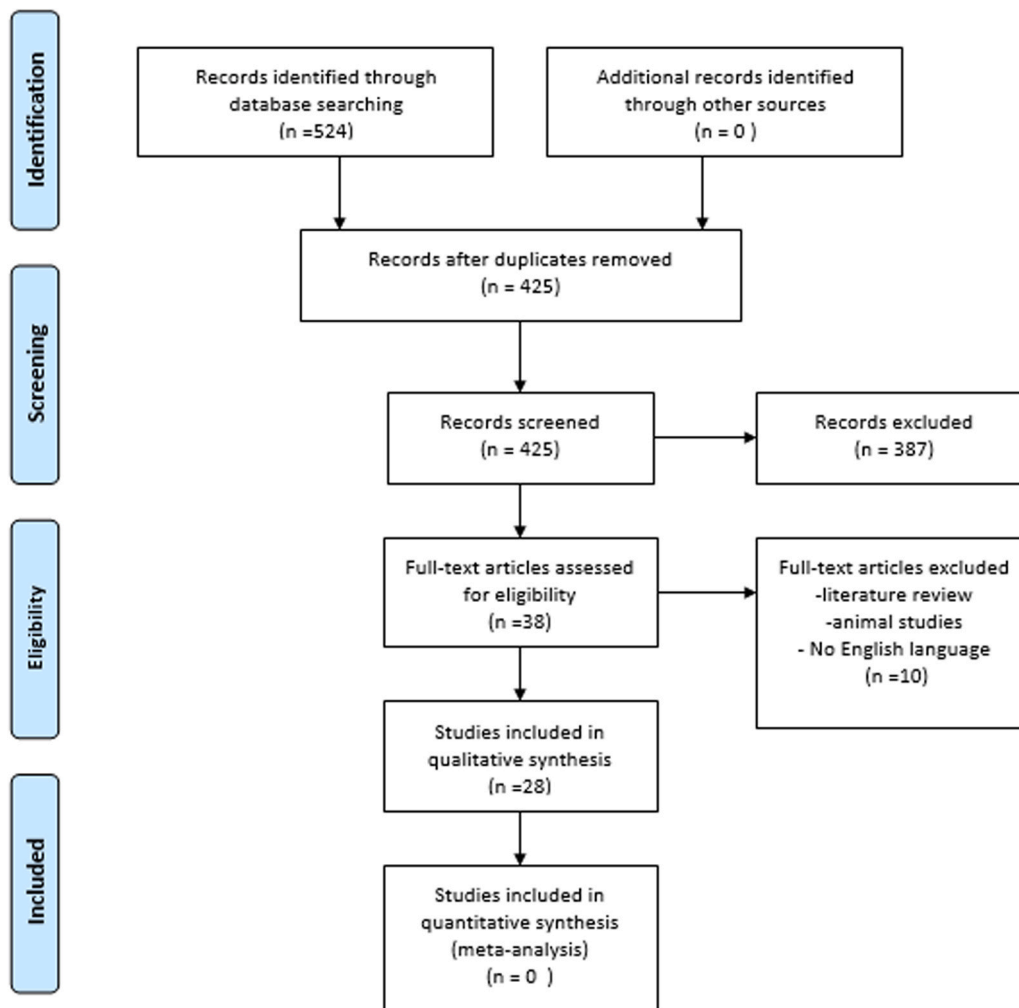 Identification
Records identified through
database searching
(n =524)
Additional records identified
through other sources
(n = 0 )
Records after duplicates removed
(n = 425)
Screening
Records screened
(n = 425)
Records excluded
(n = 387)
Eligibility
Full-text articles assessed
for eligibility
(n =38)
Full-text articles excluded
-literature review
-animal studies
- No English language
(n =10)
Studies included in
qualitative synthesis
(n =28)
Included
Studies included in
quantitative synthesis
(meta-analysis)
(n = 0 )